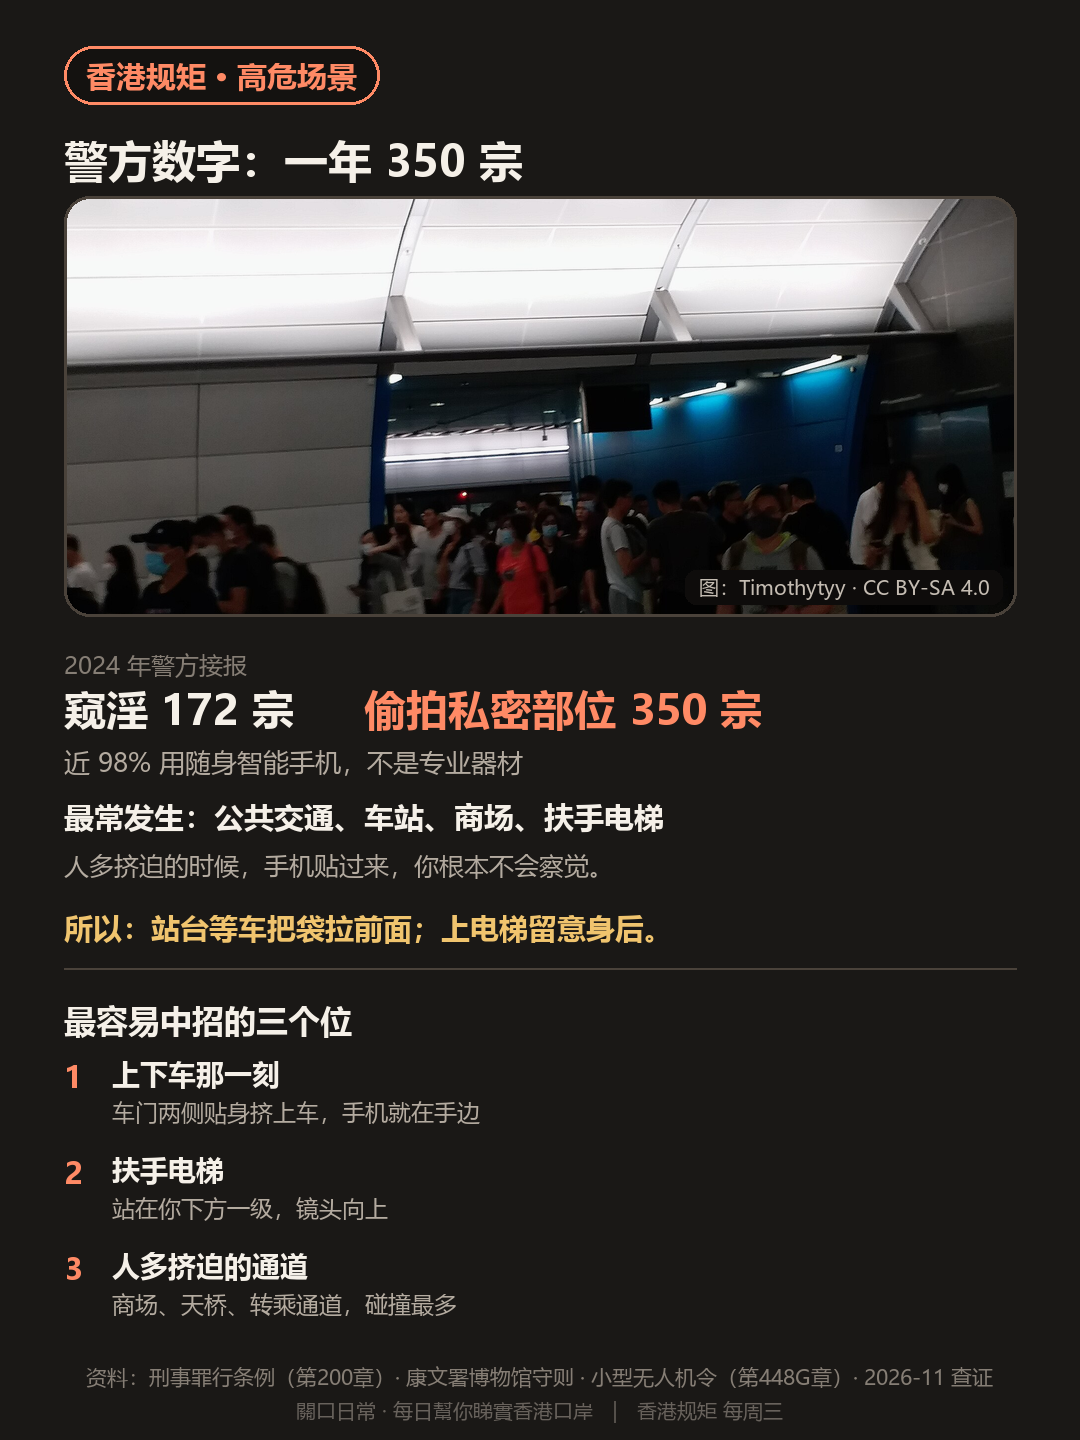 香港规矩 • 高危场景
警方数字：一年 350 宗
图：Timothytyy · CC BY-SA 4.0
2024 年警方接报
窥淫 172 宗 偷拍私密部位 350 宗
近 98% 用随身智能手机，不是专业器材
最常发生：公共交通、车站、商场、扶手电梯
人多挤迫的时候，手机贴过来，你根本不会察觉。
所以：站台等车把袋拉前面；上电梯留意身后。
最容易中招的三个位
1 上下车那一刻
车门两侧贴身挤上车，手机就在手边
2 扶手电梯
站在你下方一级，镜头向上
3 人多挤迫的通道
商场、天桥、转乘通道，碰撞最多
资料：刑事罪行条例（第200章）· 康文署博物馆守则 · 小型无人机令（第448G章）· 2026-11 查证
關口日常 · 每日幫你睇實香港口岸 | 香港规矩 每周三